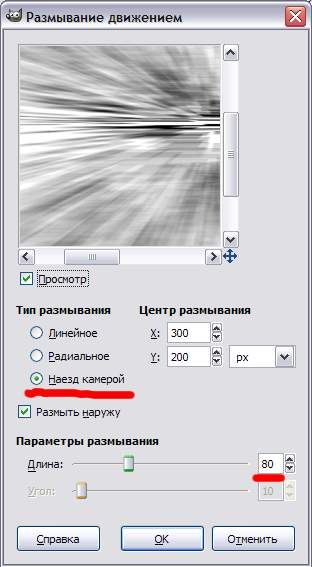 Размывание движением
Просмотр
Тип размывания Центр размывания
Линейное X: 300
Радиальное Y: 200 px
Наезд камерой
Размыть наружу
Параметры размывания
Длина: 80
Угол: 10
Справка OK Отменить